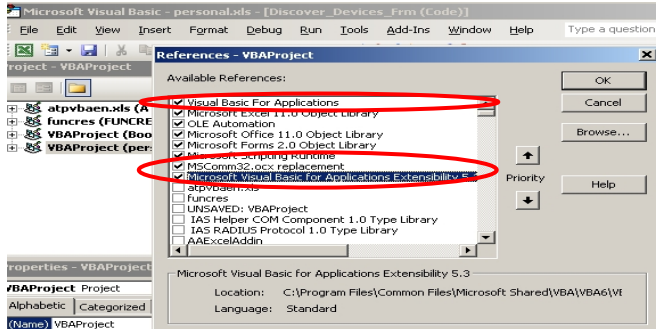 Microsoft Visual Basic - personal.xls - [Discover_Devices_Frm (Code)]
File Edit View Insert Format Debug Run Tools Add-Ins Window Help Type a question
Project - VBAProject
References - VBAProject
Available References:
OK
Visual Basic For Applications
Microsoft Excel 11.0 Object Library
OLE Automation
Microsoft Office 11.0 Object Library
Microsoft Forms 2.0 Object Library
Microsoft Scripting Runtime
MSComm32.ocx replacement
Microsoft Visual Basic for Applications Extensibility 5.
atpvbaen.xls
funcres
UNSAVED: VBAProject
IAS Helper COM Component 1.0 Type Library
IAS RADIUS Protocol 1.0 Type Library
AAExcelAddin
Cancel
Browse...
Priority
Help
atpvbaen.xls (A
funcres (FUNCRE
VBAProject (Boo
VBAProject (per
Properties - VBAProject
VBAProject Project
Alphabetic Categorized
(Name) VBAProject
Microsoft Visual Basic for Applications Extensibility 5.3
Location: C:\Program Files\Common Files\Microsoft Shared\VBA\VBA6\VE
Language: Standard